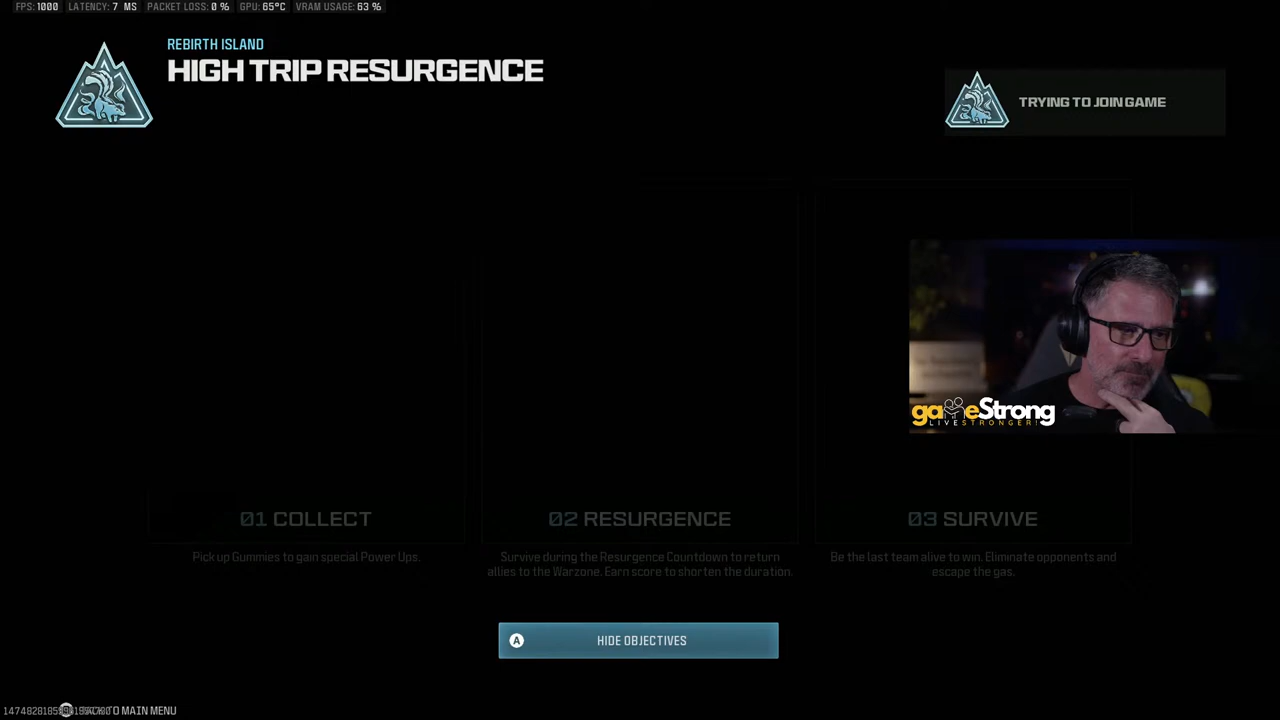 FPS: 1000 LATENCY: 7 MS PACKET LOSS: 0 % GPU: 65°C VRAM USAGE: 63 %
REBIRTH ISLAND
HIGH TRIP RESURGENCE
TRYING TO JOIN GAME
gameStrong
LIVESTRONGER!
01 COLLECT
Pick up Gummies to gain special Power Ups.
02 RESURGENCE
Survive during the Resurgence Countdown to return
allies to the Warzone. Earn score to shorten the duration.
03 SURVIVE
Be the last team alive to win. Eliminate opponents and
escape the gas.
A HIDE OBJECTIVES
TO MAIN MENU